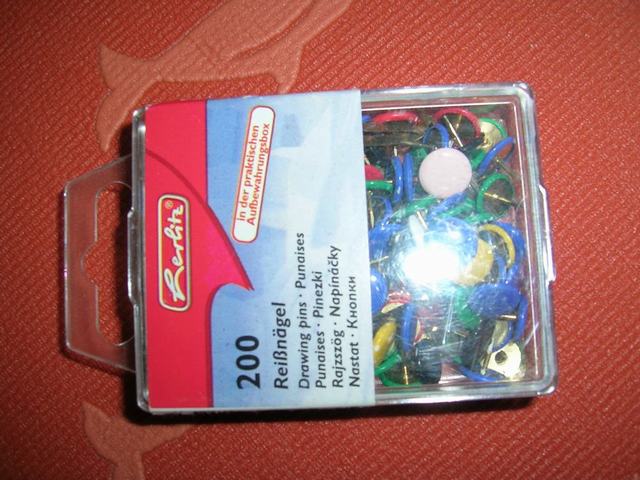 Herlitz®
in der praktischen
Aufbewahrungsbox
200
Reißnägel
Drawing pins · Punaises
Punaises · Pinezki
Rajzszög · Napínáčky
Nastat · Кнопки